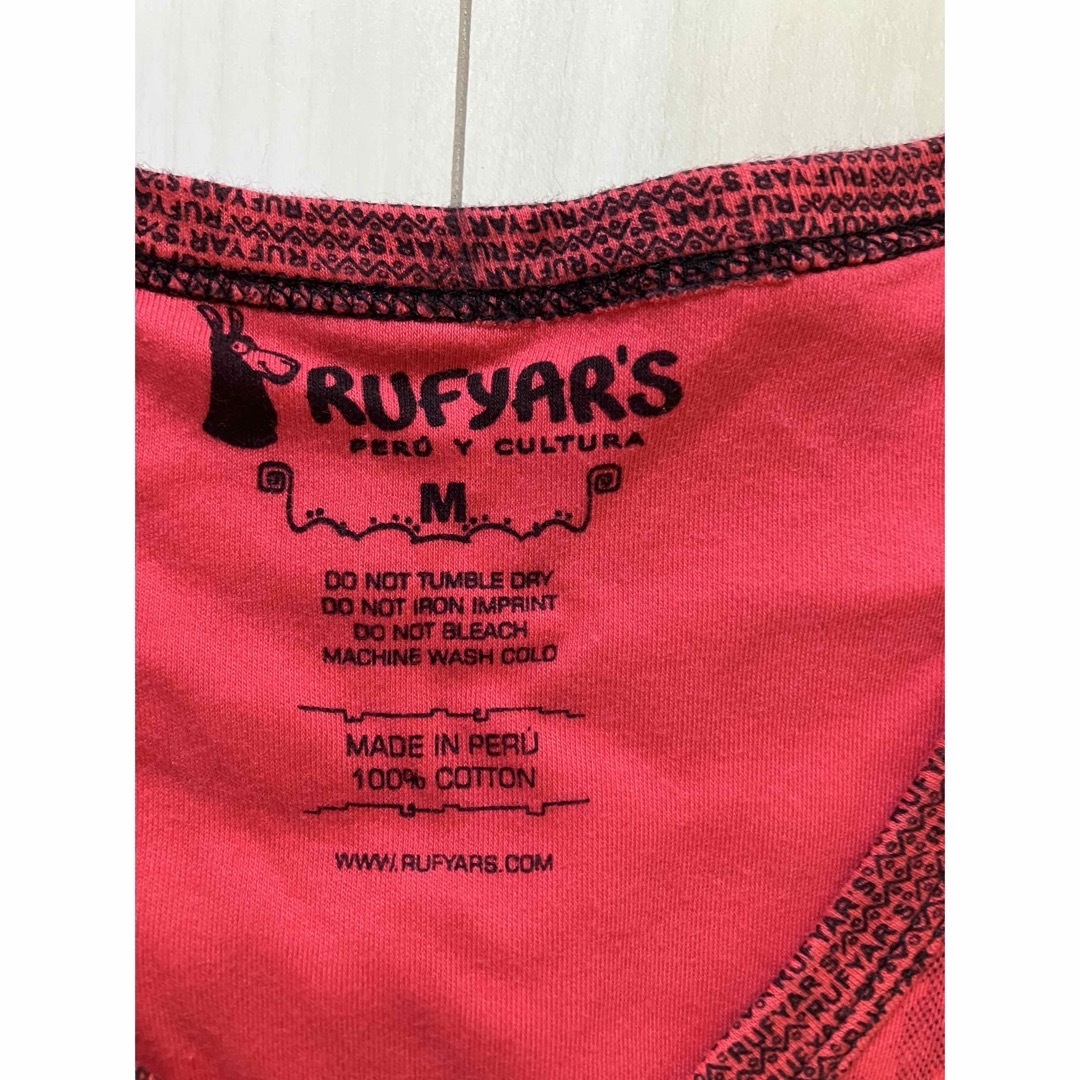 RUFYAR'S
PERÚ Y CULTURA
M
DO NOT TUMBLE DRY
DO NOT IRON IMPRINT
DO NOT BLEACH
MACHINE WASH COLD
MADE IN PERÚ
100% COTTON
WWW.RUFYARS.COM